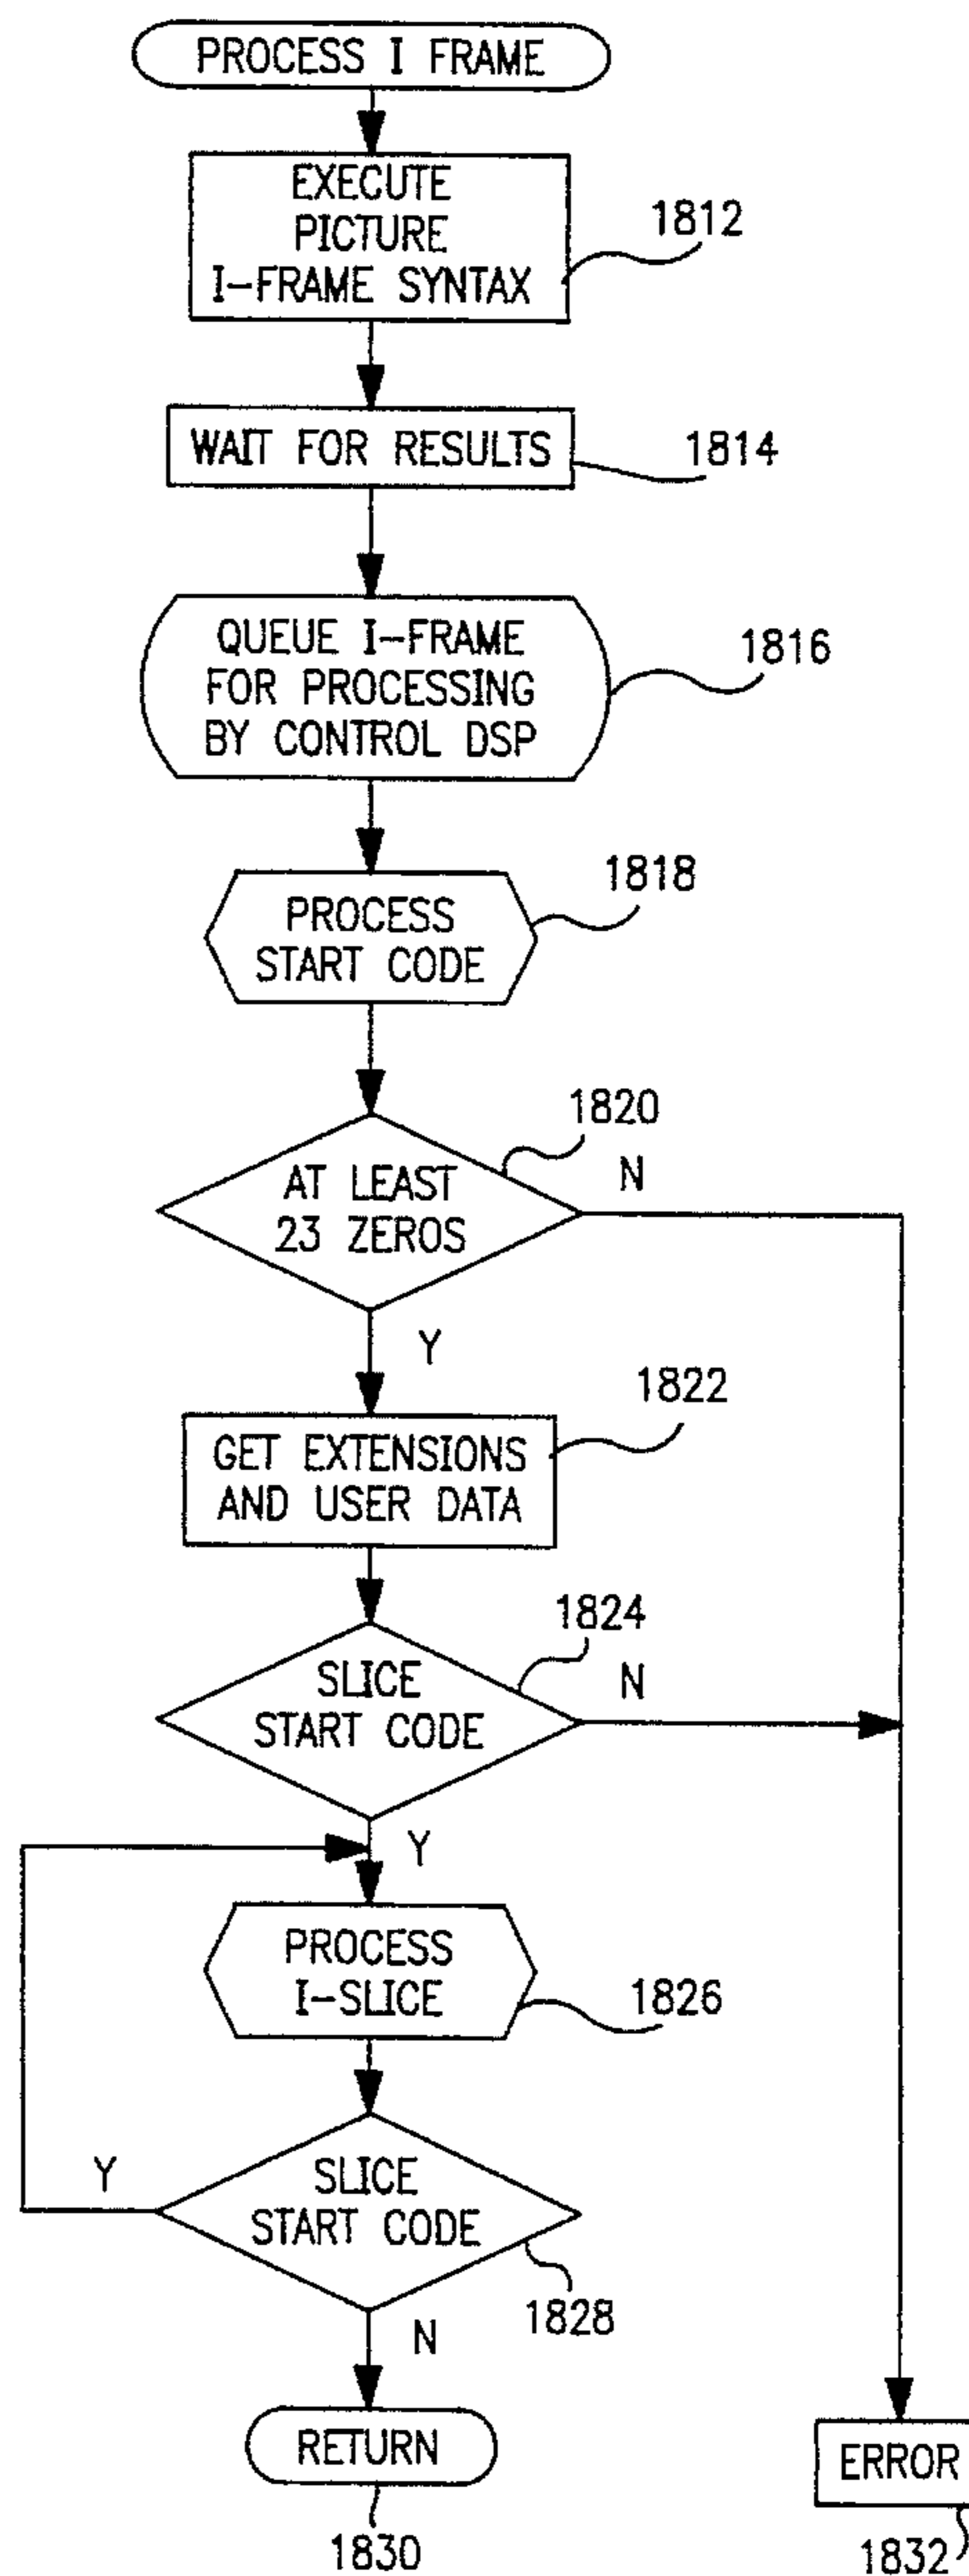 PROCESS I FRAME
EXECUTE
PICTURE
I-FRAME SYNTAX
1812
WAIT FOR RESULTS
1814
QUEUE I-FRAME
FOR PROCESSING
BY CONTROL DSP
1816
PROCESS
START CODE
1818
AT LEAST
23 ZEROS
1820
N
Y
GET EXTENSIONS
AND USER DATA
1822
SLICE
START CODE
1824
N
Y
PROCESS
I-SLICE
1826
SLICE
START CODE
Y
1828
N
RETURN
1830
ERROR
1832